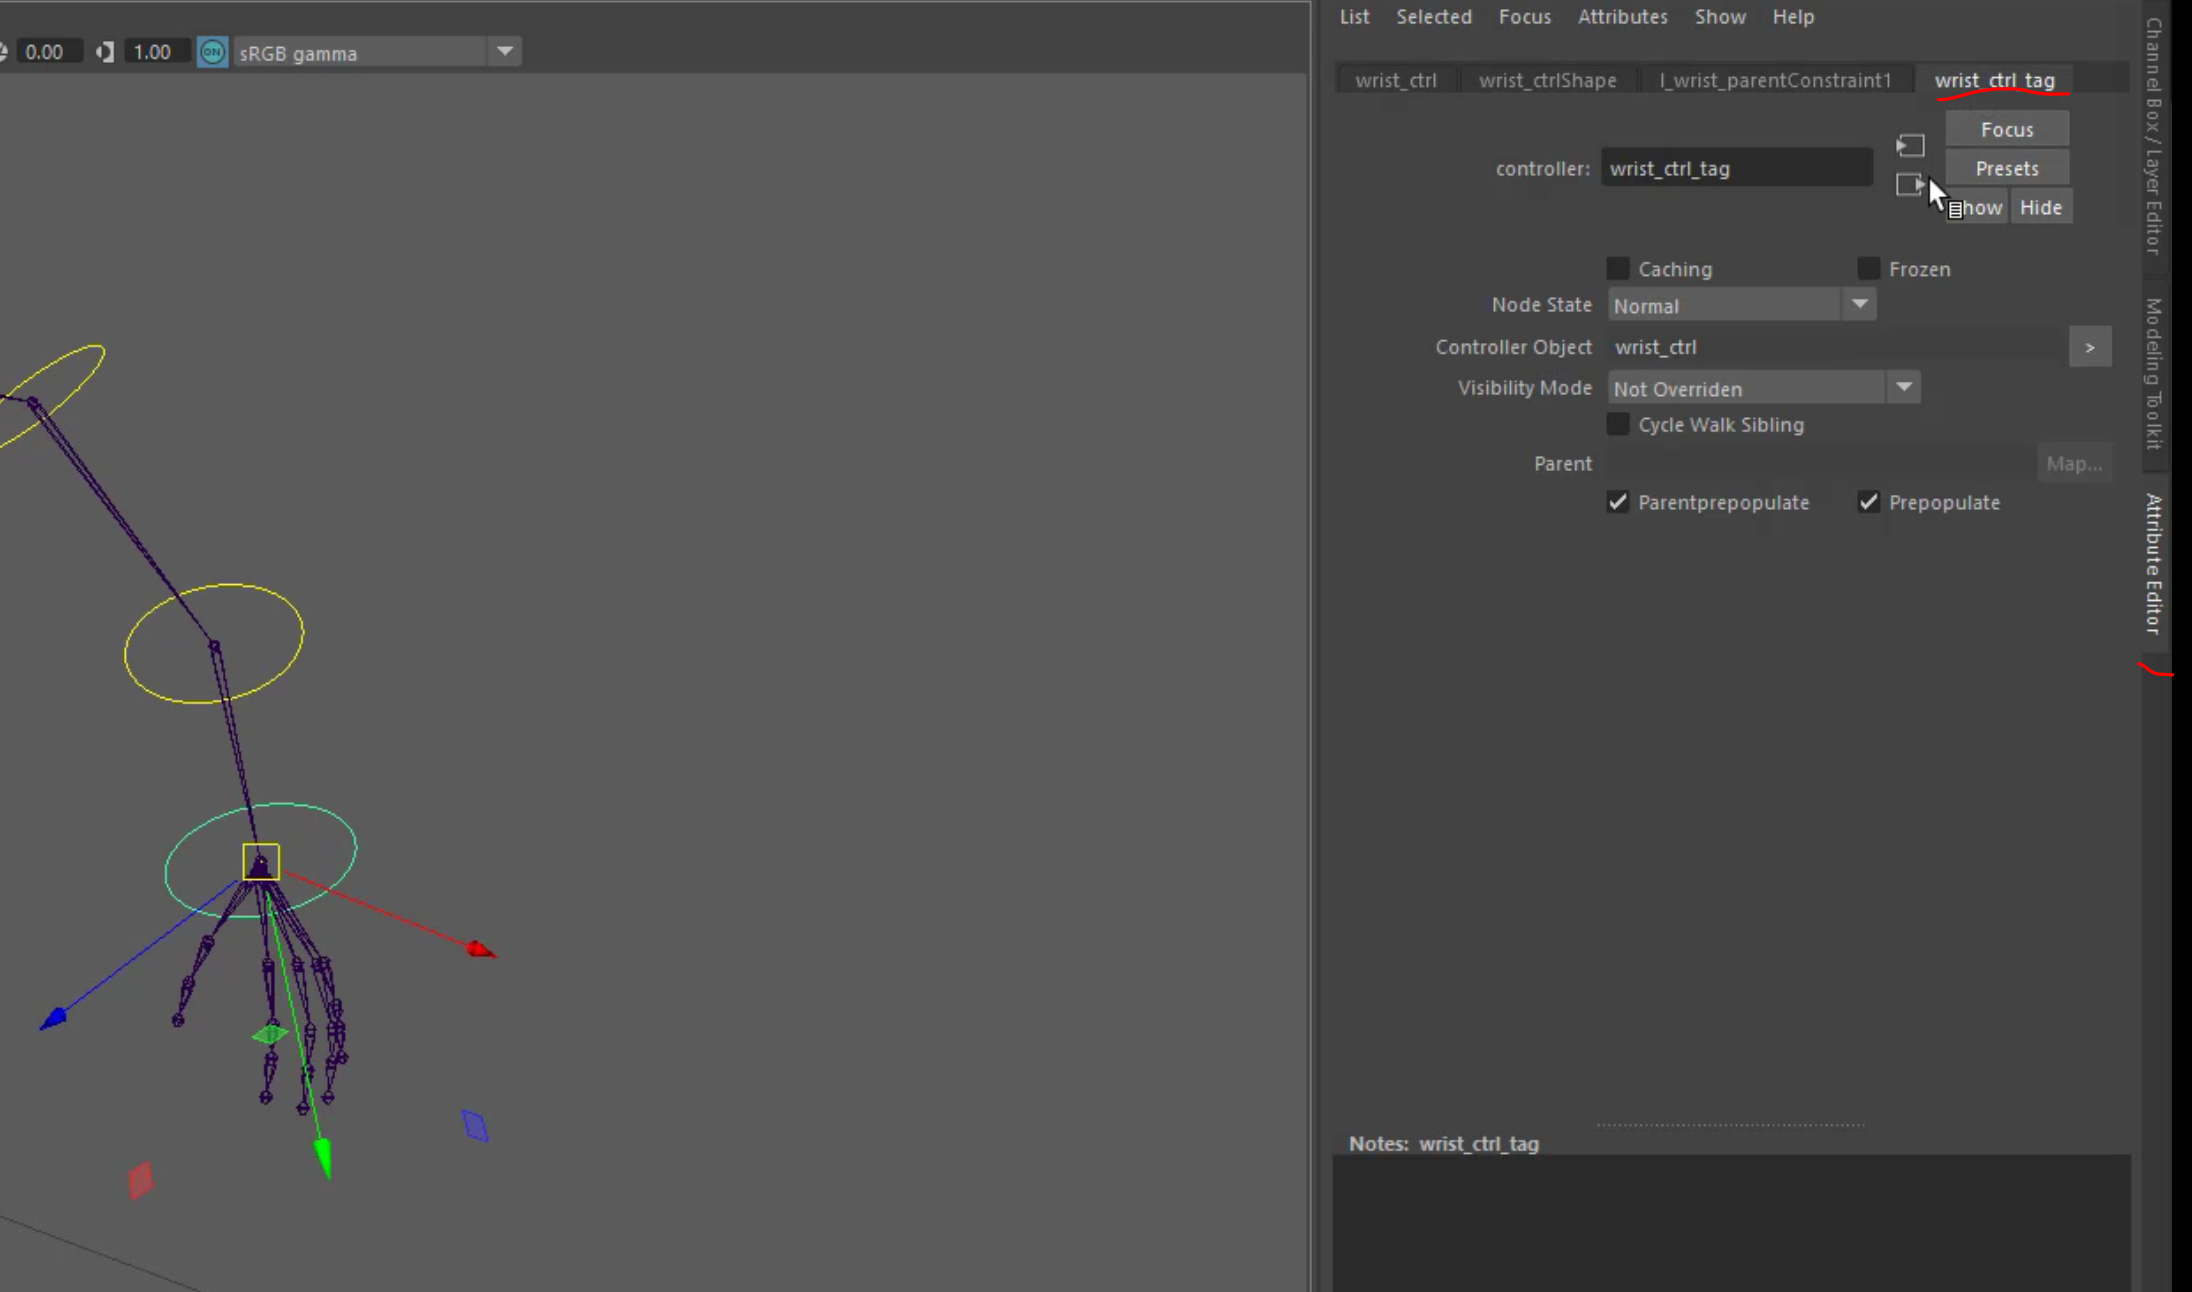 List Selected Focus Attributes Show Help
0.00 1.00 ON sRGB gamma
wrist_ctrl wrist_ctrlShape l_wrist_parentConstraint1 wrist_ctrl_tag
Focus
controller: wrist_ctrl_tag Presets
how Hide
Caching Frozen
Node State Normal
Controller Object wrist_ctrl >
Visibility Mode Not Overriden
Cycle Walk Sibling
Parent Map...
Parentprepopulate Prepopulate
Notes: wrist_ctrl_tag
Channel Box / Layer Editor
Modeling Toolkit
Attribute Editor